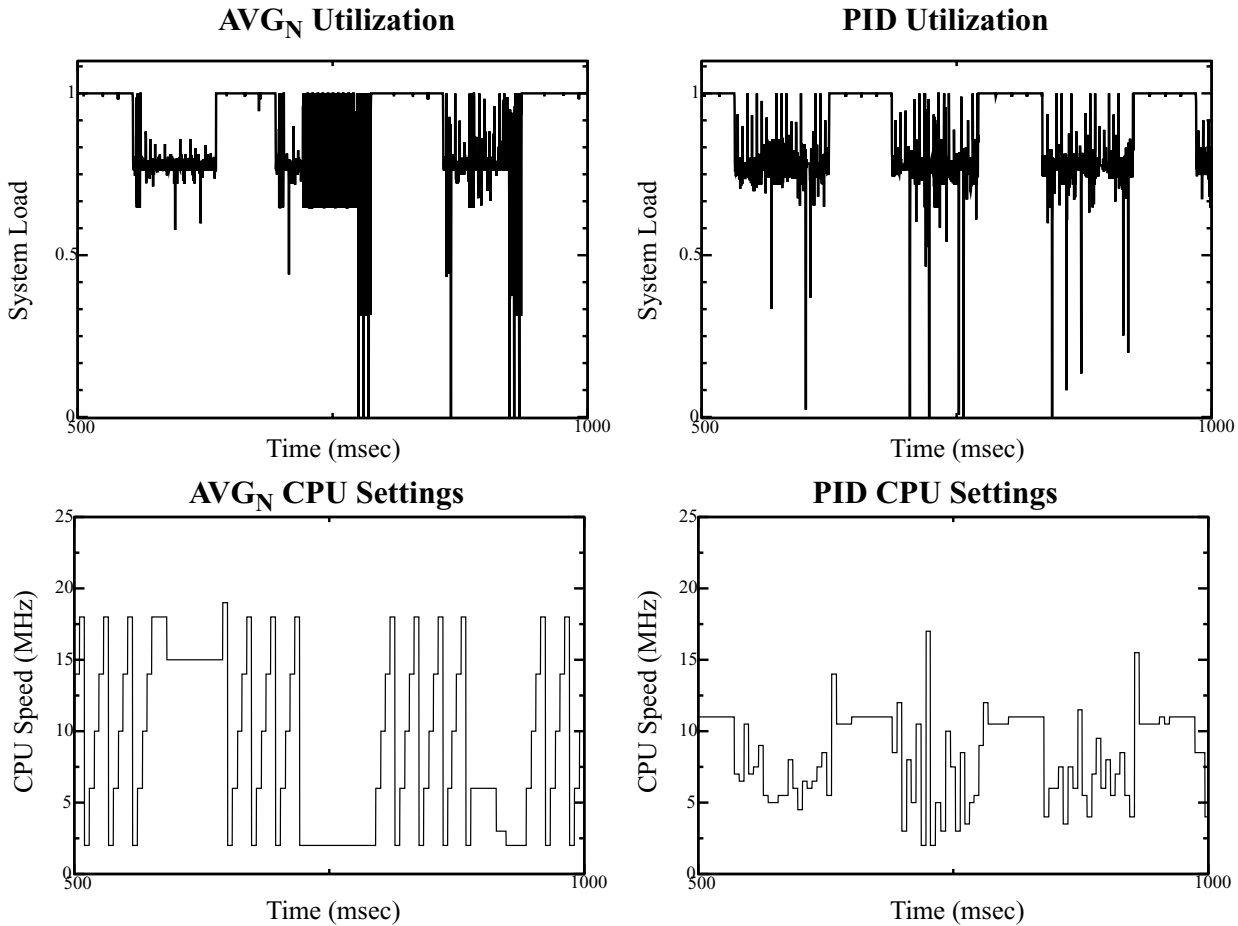 AVGN Utilization
1
0.5
0
System Load
500
1000
Time (msec)
PID Utilization
1
0.5
0
System Load
500
1000
Time (msec)
AVGN CPU Settings
25
20
15
10
5
0
CPU Speed (MHz)
500
1000
Time (msec)
PID CPU Settings
25
20
15
10
5
0
CPU Speed (MHz)
500
1000
Time (msec)